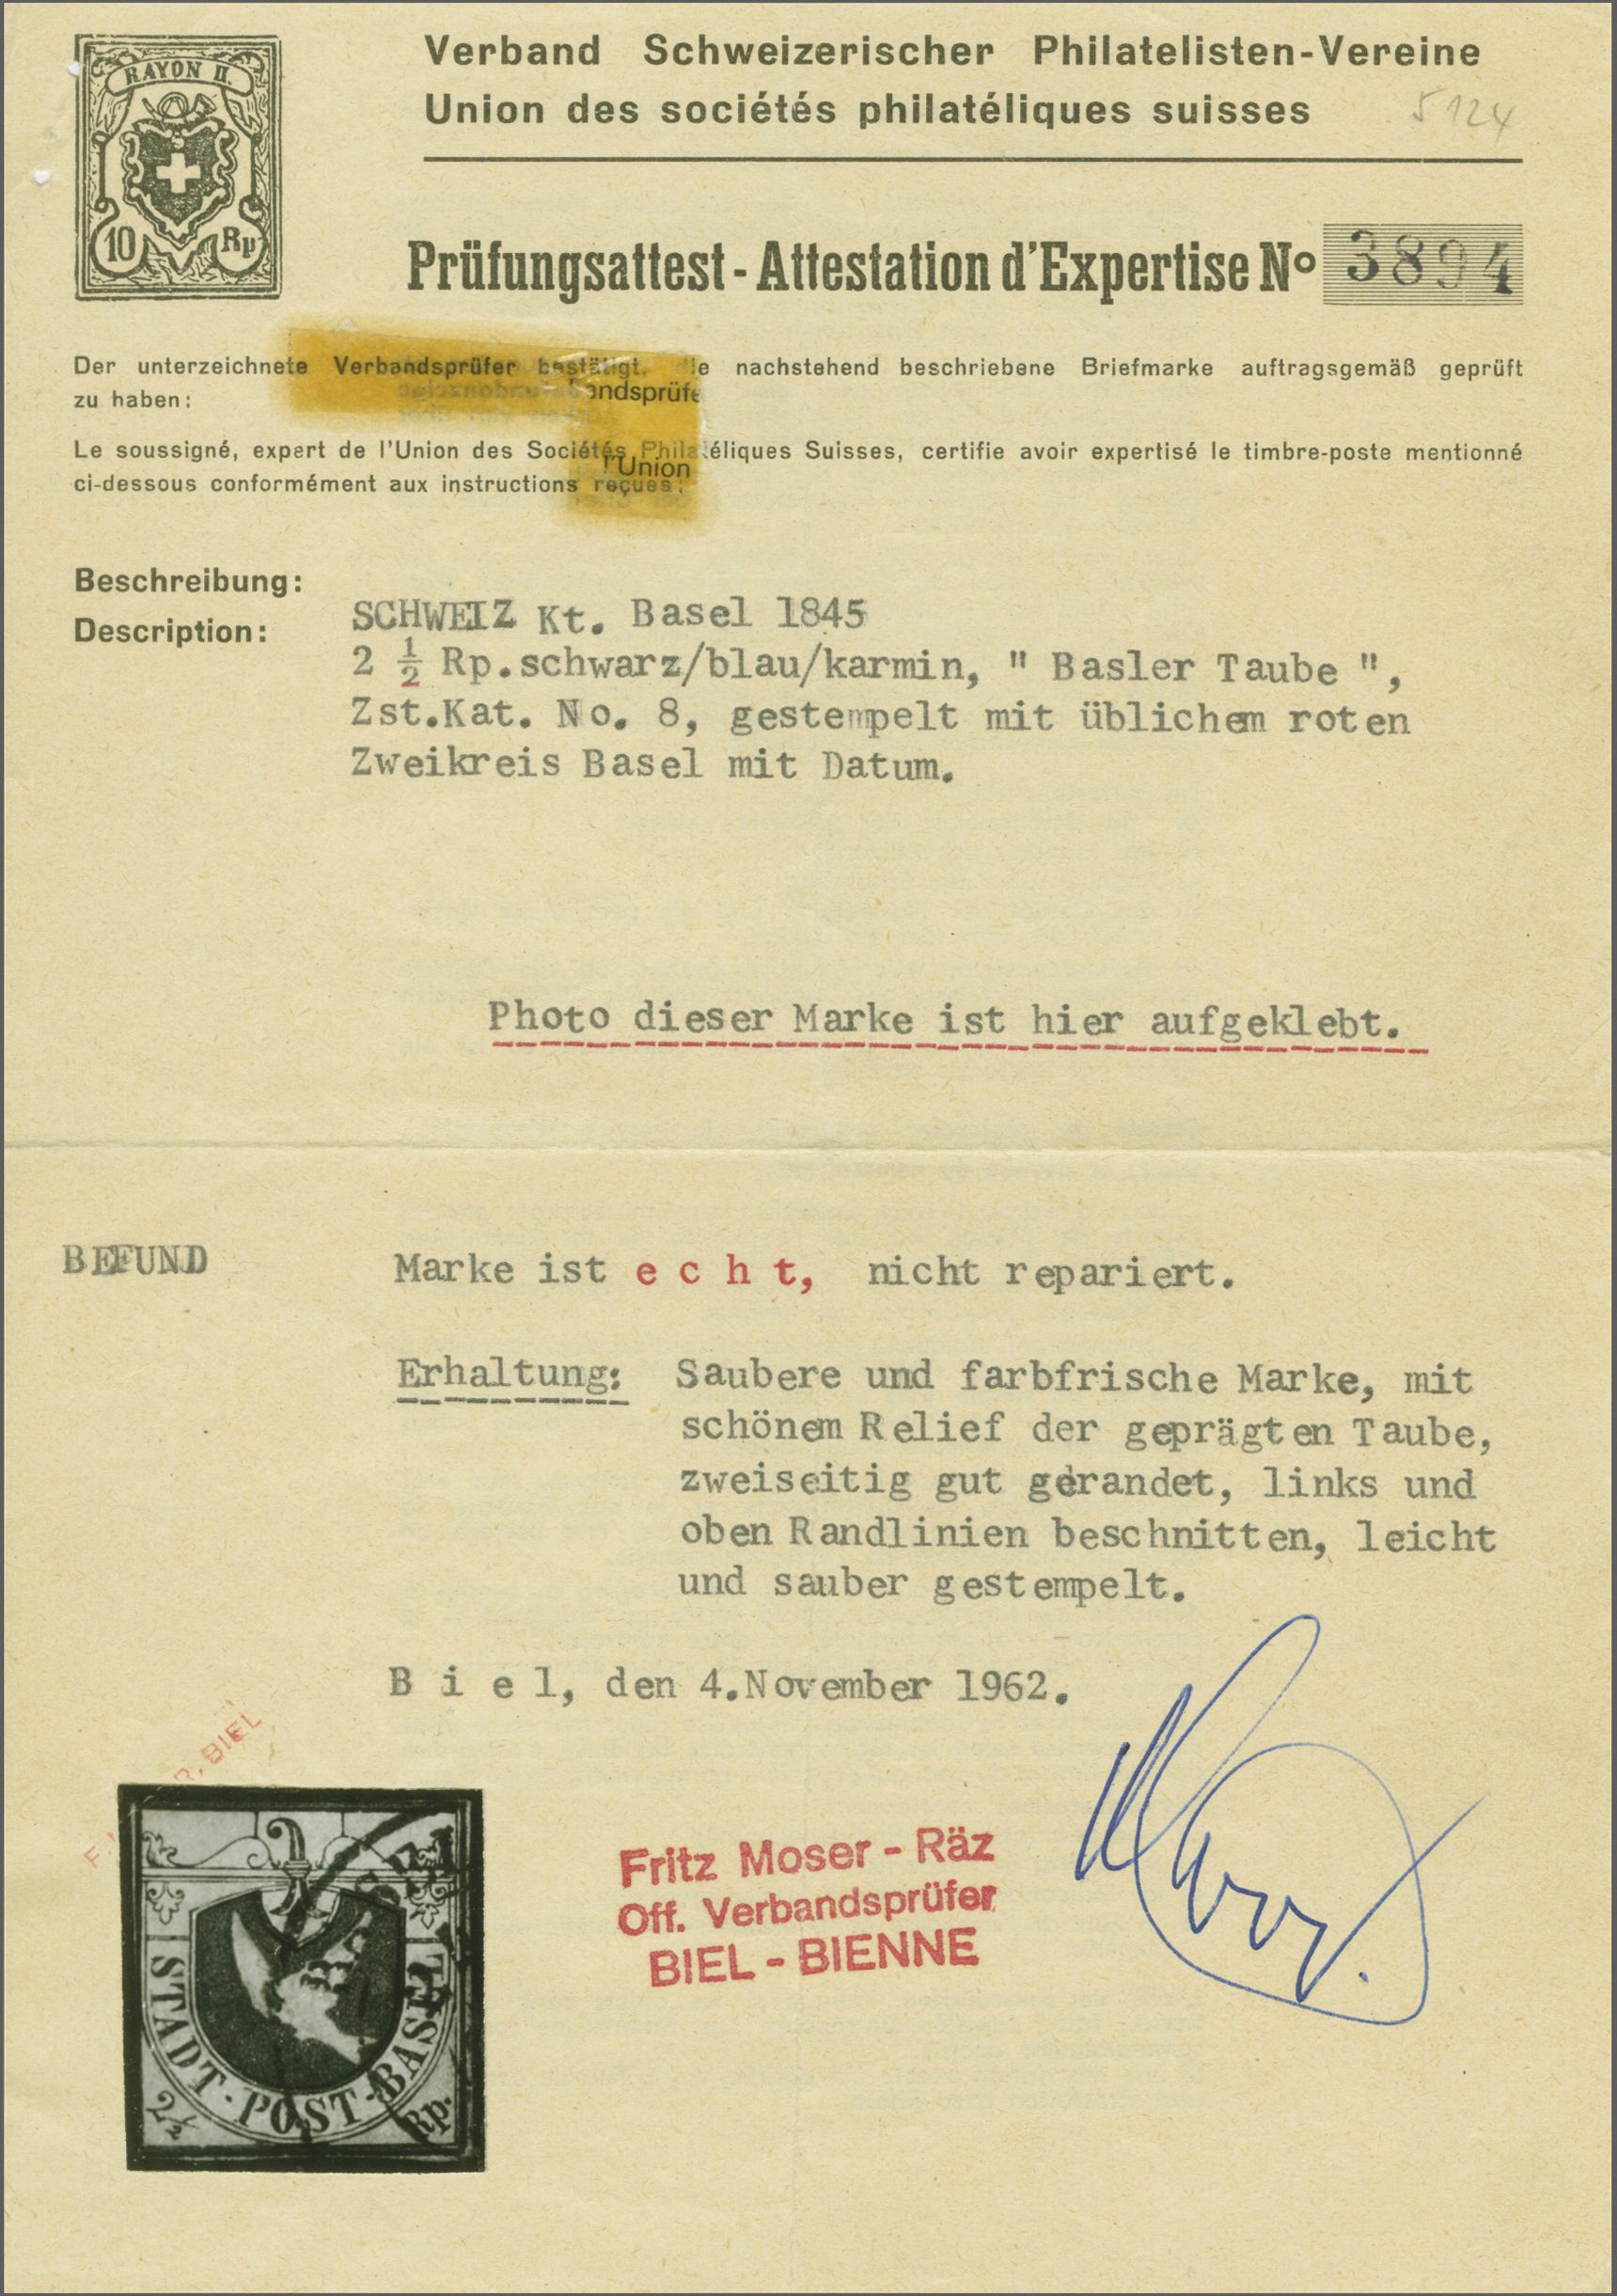 RAYON II.
10 Rp
Verband Schweizerischer Philatelisten-Vereine
Union des sociétés philatéliques suisses
5124
Prüfungsattest - Attestation d'Expertise No 3894
Der unterzeichnete Verbandsprüfer bestätigt, die nachstehend beschriebene Briefmarke auftragsgemäß geprüft
andsprüfe
zu haben:
Le soussigné, expert de l'Union des Sociétés Philatéliques Suisses, certifie avoir expertisé le timbre-poste mentionné
l'Union
ci-dessous conformément aux instructions reçues:
Beschreibung:
Description:
SCHWEIZ Kt. Basel 1845
2 ½ Rp.schwarz/blau/karmin, " Basler Taube ",
Zst.Kat. No. 8, gestempelt mit üblichem roten
Zweikreis Basel mit Datum.
Photo dieser Marke ist hier aufgeklebt.
BEFUND
Marke ist e c h t, nicht repariert.
Erhaltung: Saubere und farbfrische Marke, mit
schönem Relief der geprägten Taube,
zweiseitig gut gerandet, links und
oben Randlinien beschnitten, leicht
und sauber gestempelt.
B i e l, den 4.November 1962.
BIEL
STADT·POST·BASEL
2½ Rp.
Fritz Moser - Räz
Off. Verbandsprüfer
BIEL - BIENNE